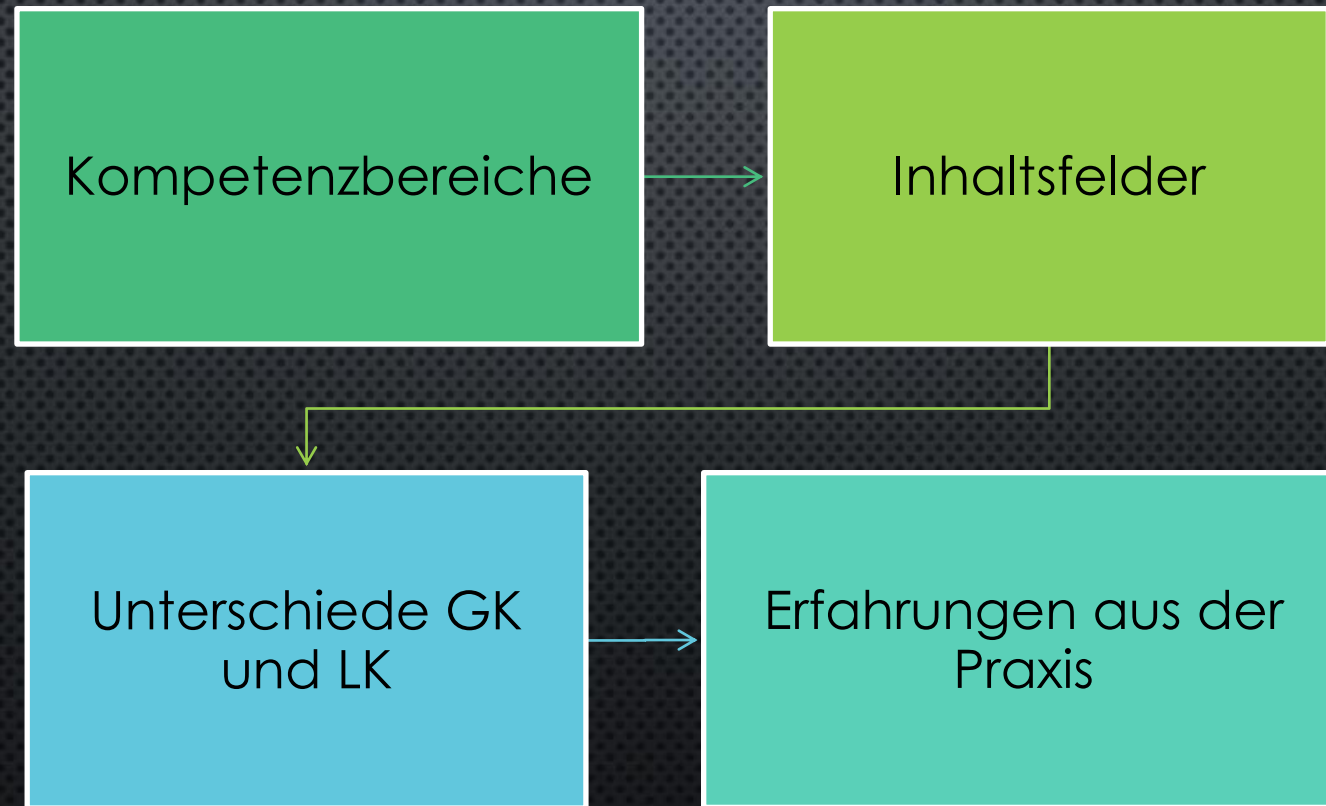 Kompetenzbereiche
Inhaltsfelder
Unterschiede GK
und LK
Erfahrungen aus der
Praxis